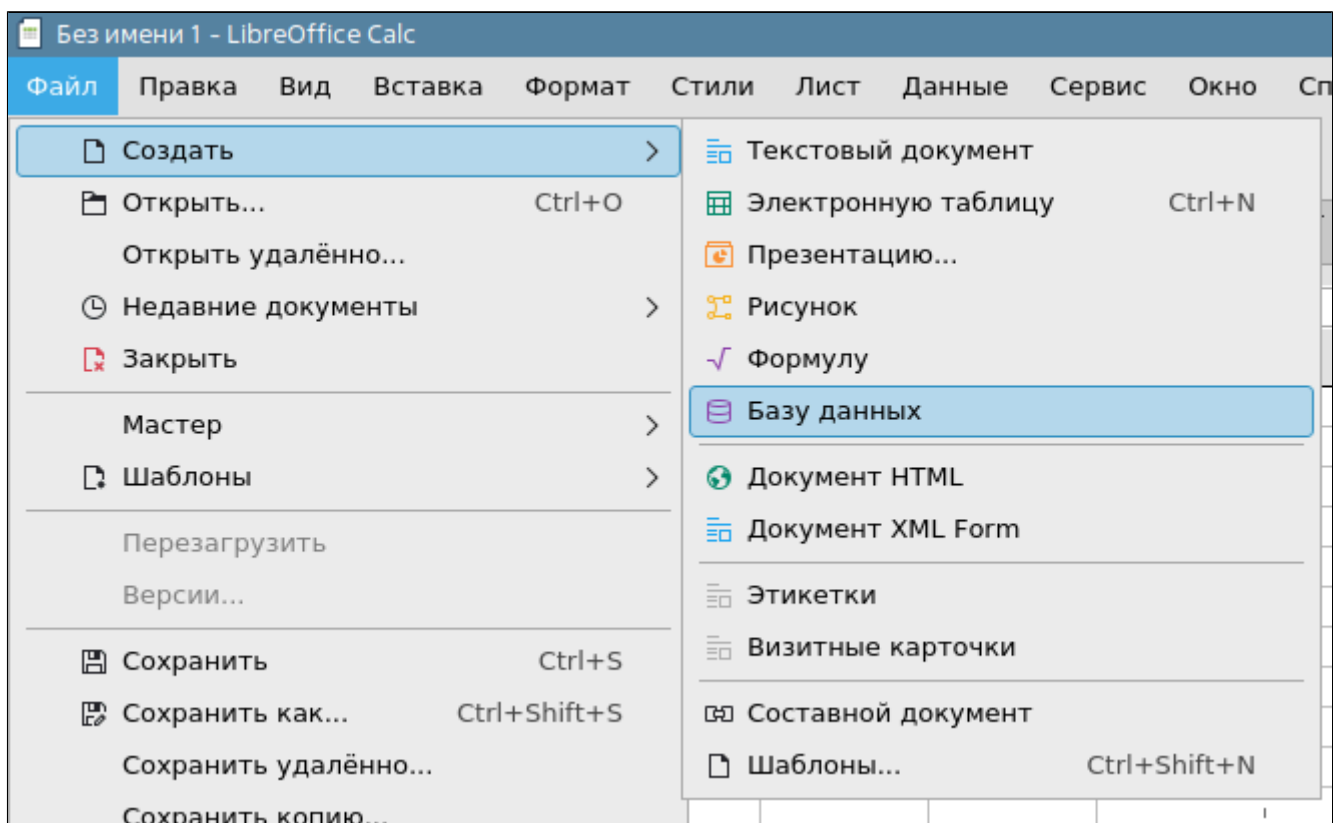 Без имени 1 - LibreOffice Calc
Файл Правка Вид Вставка Формат Стили Лист Данные Сервис Окно Сп
Создать
Открыть... Ctrl+O
Открыть удалённо...
Недавние документы
Закрыть
Мастер
Шаблоны
Перезагрузить
Версии...
Сохранить Ctrl+S
Сохранить как... Ctrl+Shift+S
Сохранить удалённо...
Сохранить копию...
Текстовый документ
Электронную таблицу Ctrl+N
Презентацию...
Рисунок
Формулу
Базу данных
Документ HTML
Документ XML Form
Этикетки
Визитные карточки
Составной документ
Шаблоны... Ctrl+Shift+N